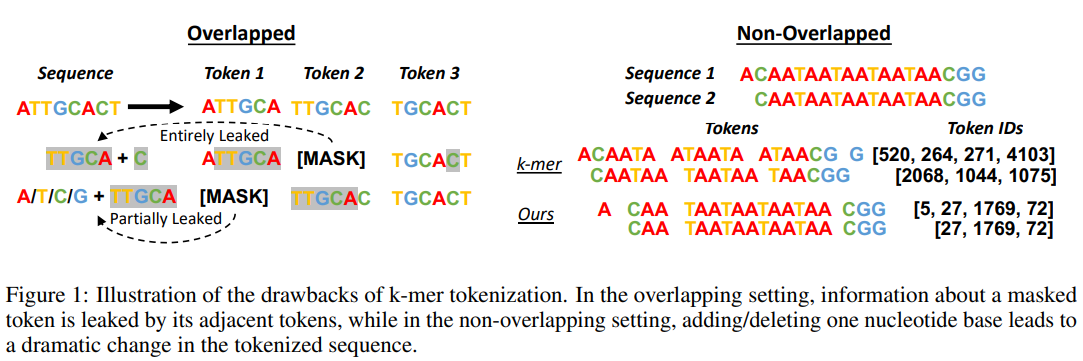 Overlapped
Sequence Token 1 Token 2 Token 3
ATTGCACT ATTGCA TTGCAC TGCACT
Entirely Leaked
TTGCA + C ATTGCA [MASK] TGCACT
A/T/C/G + TTGCA [MASK] TTGCAC TGCACT
Partially Leaked
Non-Overlapped
Sequence 1 ACAATAATAATAATAACGG
Sequence 2 CAATAATAATAATAACGG
Tokens Token IDs
k-mer ACAATA ATAATA ATAACG G [520, 264, 271, 4103]
CAATAA TAATAA TAACGG [2068, 1044, 1075]
Ours A CAA TAATAATAATAA CGG [5, 27, 1769, 72]
CAA TAATAATAATAA CGG [27, 1769, 72]
Figure 1: Illustration of the drawbacks of k-mer tokenization. In the overlapping setting, information about a masked
token is leaked by its adjacent tokens, while in the non-overlapping setting, adding/deleting one nucleotide base leads to
a dramatic change in the tokenized sequence.